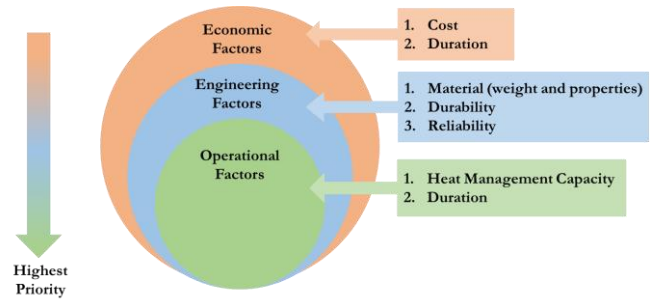 Economic
Factors
1. Cost
2. Duration
Engineering
Factors
1. Material (weight and properties)
2. Durability
3. Reliability
Operational
Factors
1. Heat Management Capacity
2. Duration
Highest
Priority